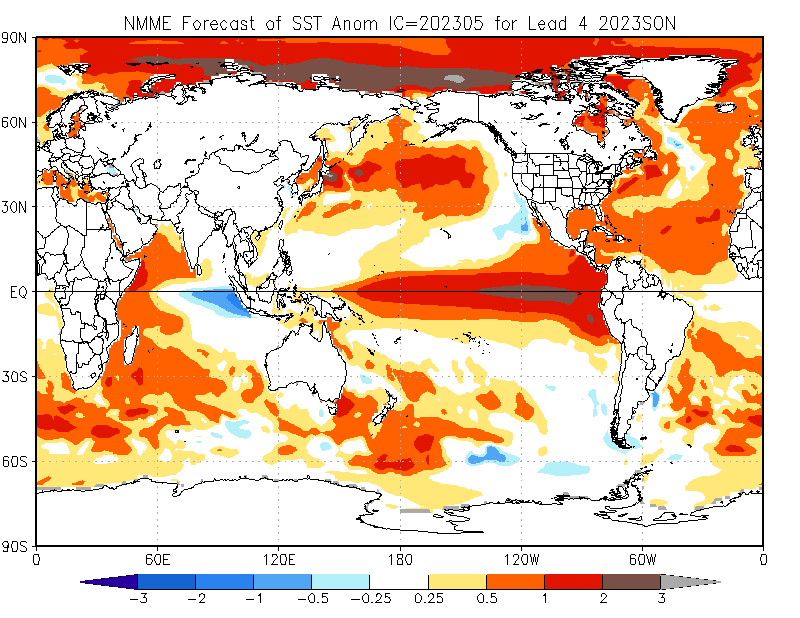 NMME Forecast of SST Anom IC=202305 for Lead 4 2023SON
90N
60N
30N
EQ
30S
60S
90S
0 60E 120E 180 120W 60W 0
-3 -2 -1 -0.5 -0.25 0.25 0.5 1 2 3